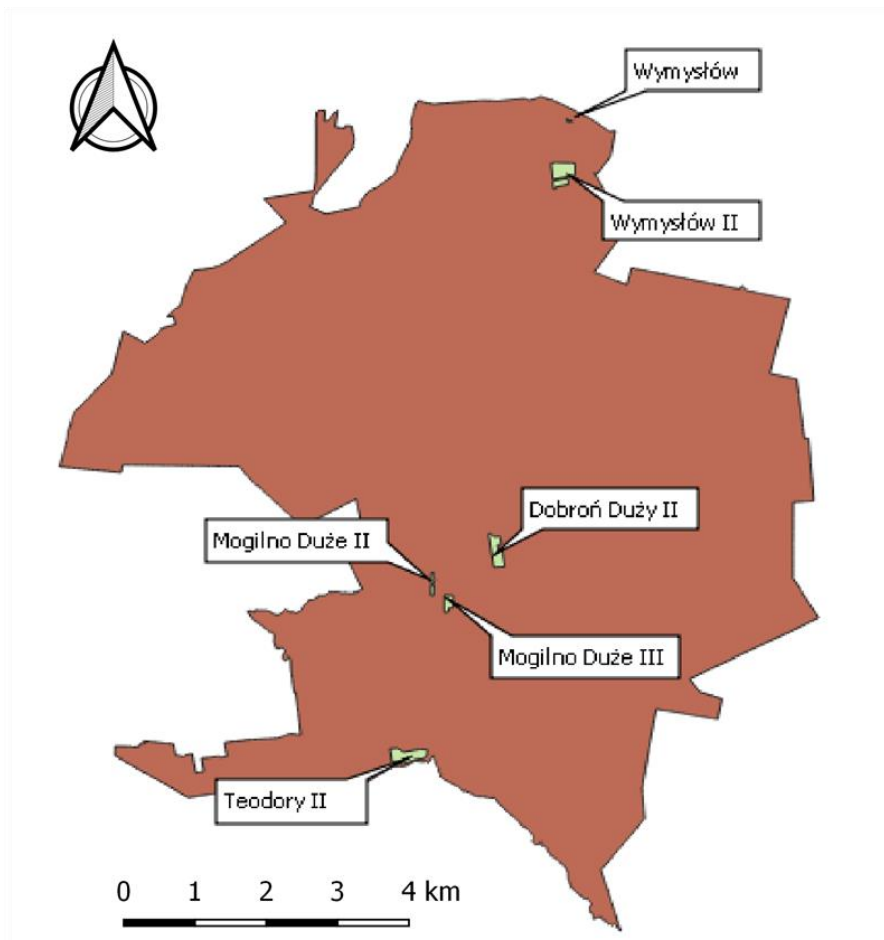 Wymysłów
Wymysłów II
Dobroń Duży II
Mogilno Duże II
Mogilno Duże III
Teodory II
0 1 2 3 4 km